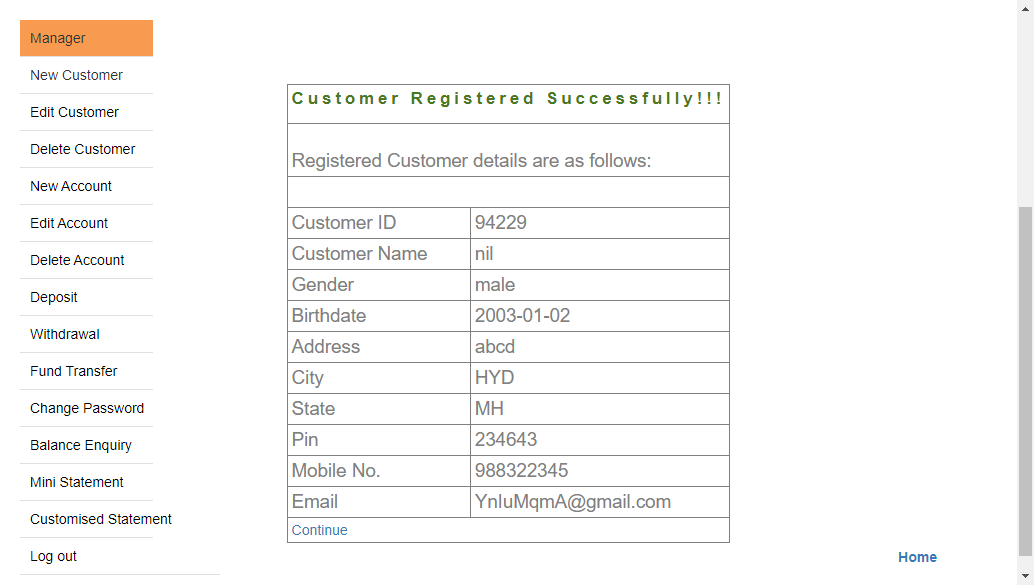 Manager
New Customer
Edit Customer
Delete Customer
New Account
Edit Account
Delete Account
Deposit
Withdrawal
Fund Transfer
Change Password
Balance Enquiry
Mini Statement
Customised Statement
Log out
Customer Registered Successfully!!!
Registered Customer details are as follows:
Customer ID 94229
Customer Name nil
Gender male
Birthdate 2003-01-02
Address abcd
City HYD
State MH
Pin 234643
Mobile No. 988322345
Email YnIuMqmA@gmail.com
Continue
Home